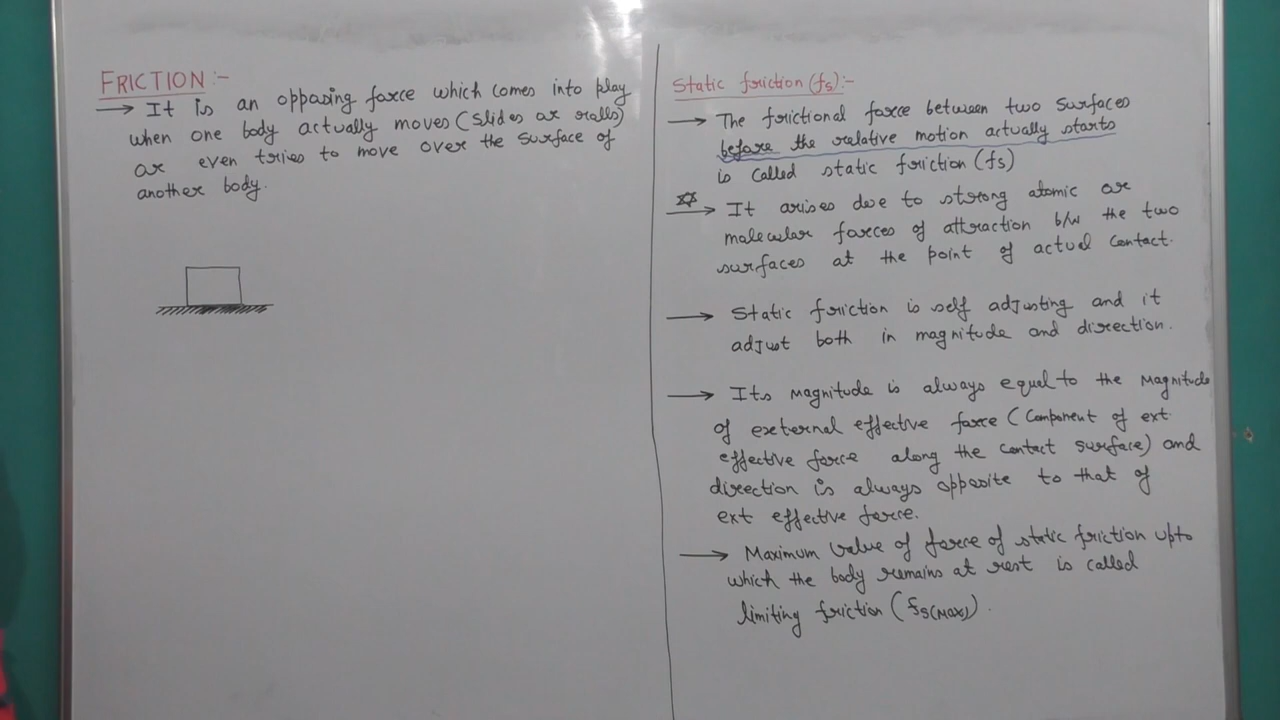 FRICTION :-
→ It is an opposing force which comes into play
when one body actually moves (slides or rolls)
or even tries to move over the surface of
another body.
Static friction (fs):-
→ The frictional force between two surfaces
before the relative motion actually starts
is called static friction (fs)
→ It arises due to strong atomic or
molecular forces of attraction b/w the two
surfaces at the point of actual contact.
→ Static friction is self adjusting and it
adjust both in magnitude and direction.
→ Its magnitude is always equal to the Magnitude
of external effective force (Component of ext.
effective force along the contact surface) and
direction is always opposite to that of
ext effective force.
→ Maximum value of force of static friction upto
which the body remains at rest is called
limiting friction (fs(Max)).